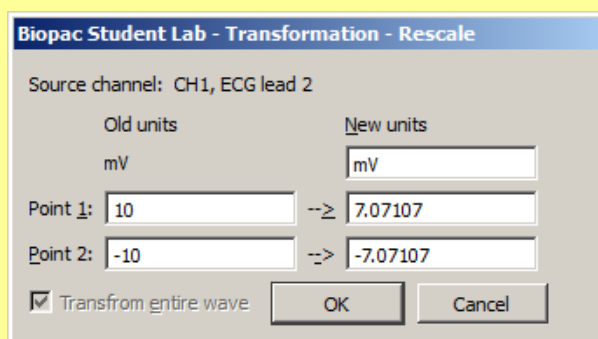 Biopac Student Lab - Transformation - Rescale
Source channel: CH1, ECG lead 2
Old units New units
mV mV
Point 1: 10 --> 7.07107
Point 2: -10 --> -7.07107
Transfrom entire wave OK Cancel